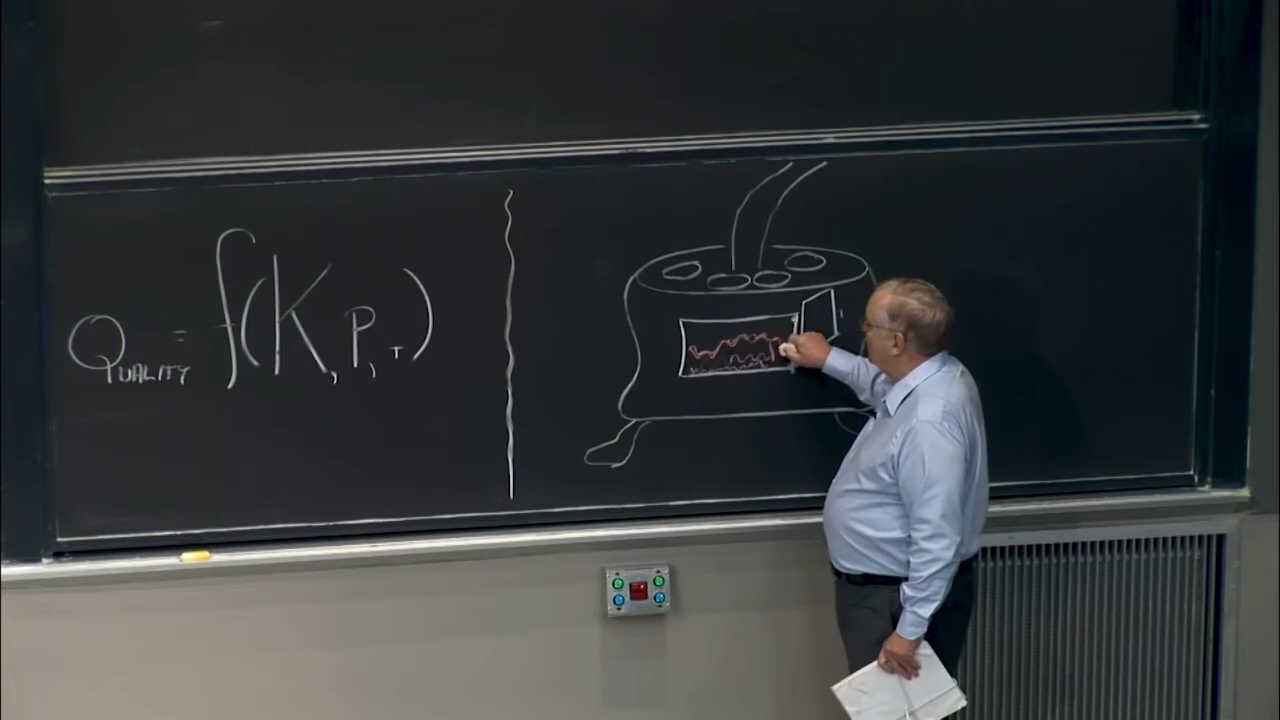 QUALITY = f(K, P, T)